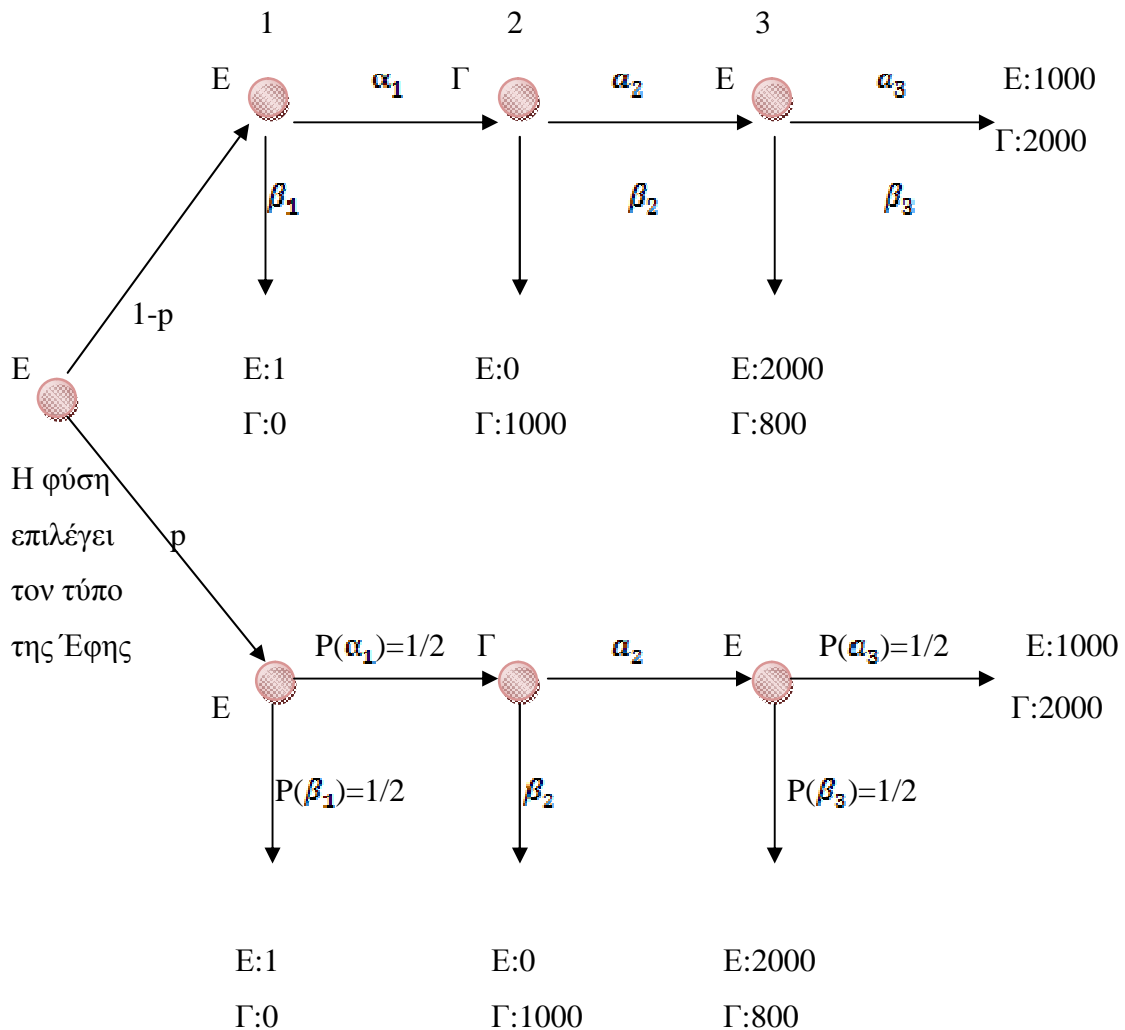 1 2 3
Ε α₁ Γ α₂ Ε α₃ Ε:1000
Γ:2000
β₁ β₂ β₃
1-p
Ε:1 Ε:0 Ε:2000
Ε
Γ:0 Γ:1000 Γ:800
Η φύση
επιλέγει p
τον τύπο
της Έφης P(α₁)=1/2 Γ α₂ Ε P(α₃)=1/2 Ε:1000
Ε Γ:2000
P(β₁)=1/2 β₂ P(β₃)=1/2
Ε:1 Ε:0 Ε:2000
Γ:0 Γ:1000 Γ:800